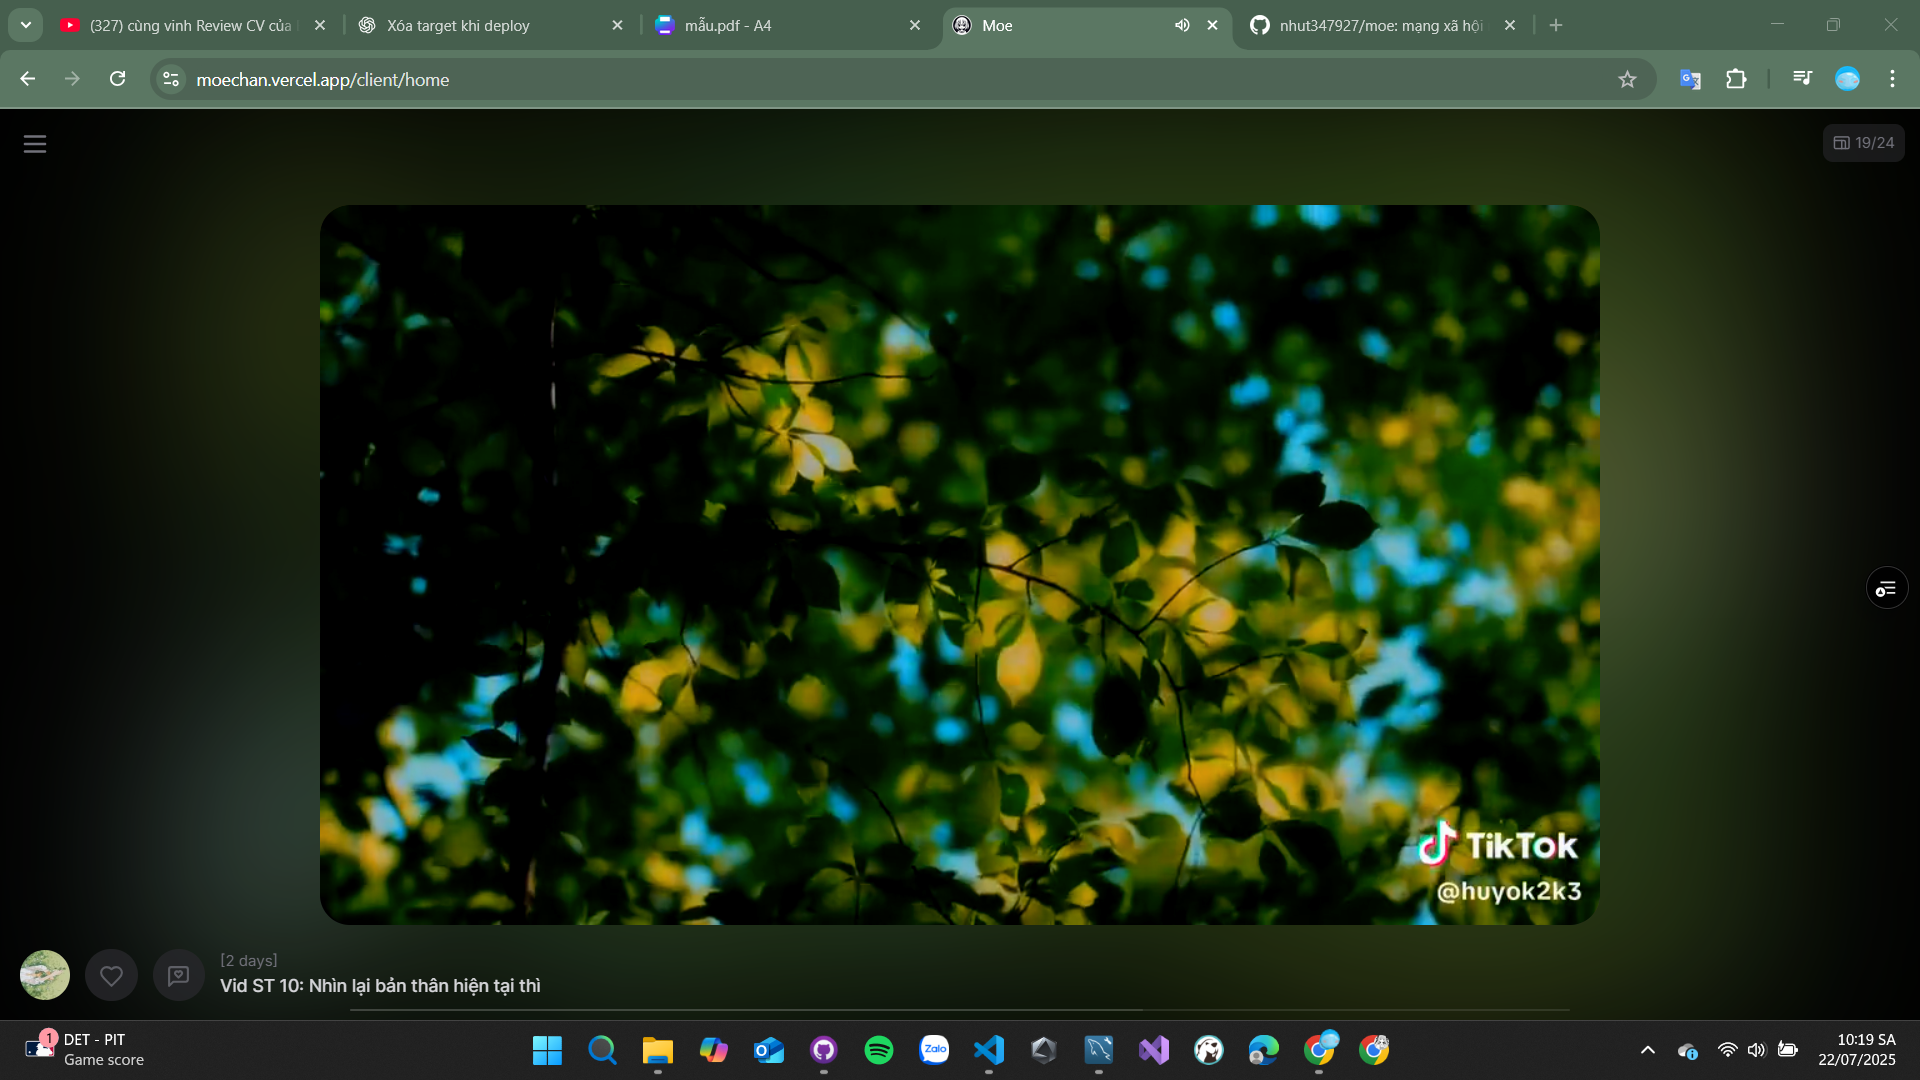 (327) cùng vinh Review CV của
Xóa target khi deploy
mẫu.pdf - A4
Moe
nhut347927/moe: mạng xã hội
moechan.vercel.app/client/home
19/24
TikTok
@huyok2k3
[2 days]
Vid ST 10: Nhìn lại bản thân hiện tại thì
1
DET - PIT
Game score
Zalo
10:19 SA
22/07/2025